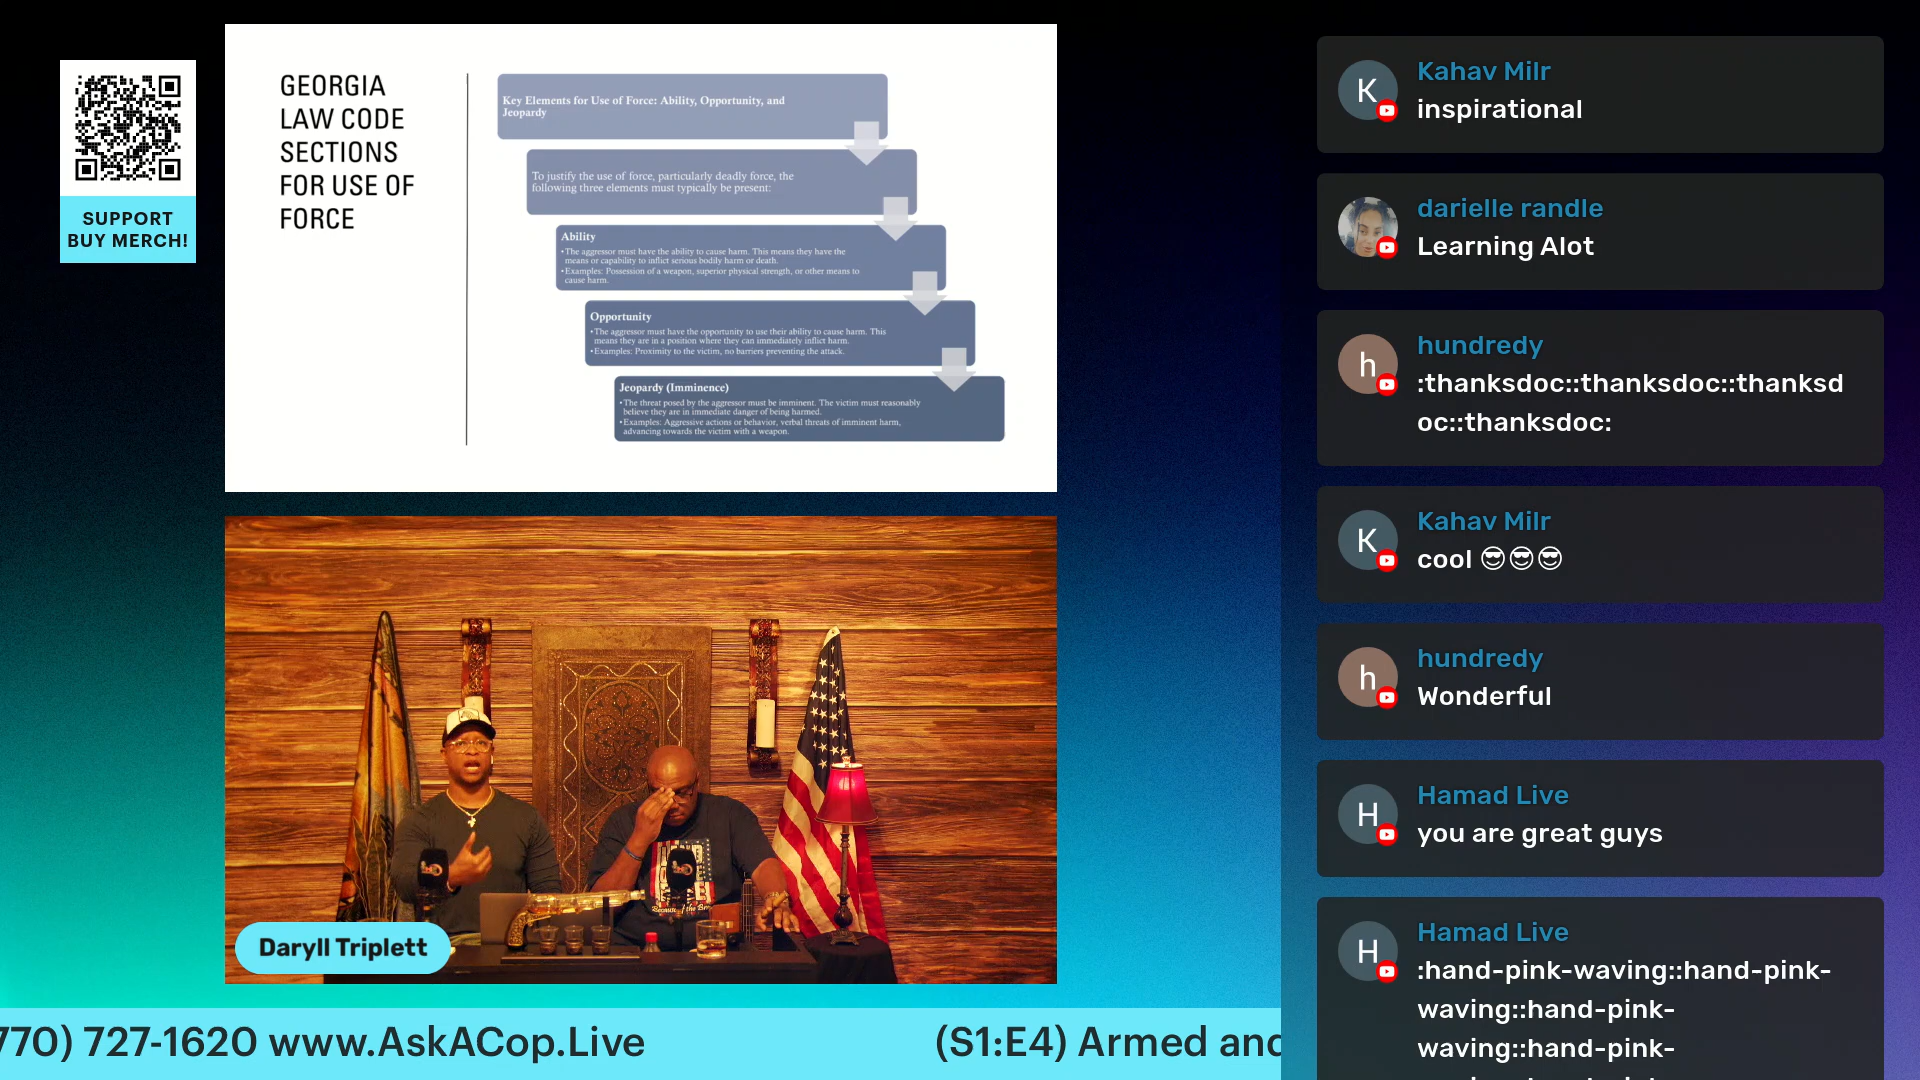 SUPPORT
BUY MERCH!
GEORGIA
LAW CODE
SECTIONS
FOR USE OF
FORCE
Key Elements for Use of Force: Ability, Opportunity, and
Jeopardy
To justify the use of force, particularly deadly force, the
following three elements must typically be present:
Ability
•The aggressor must have the ability to cause harm. This means they have the
means or capability to inflict serious bodily harm or death.
•Examples: Possession of a weapon, superior physical strength, or other means to
cause harm.
Opportunity
•The aggressor must have the opportunity to use their ability to cause harm. This
means they are in a position where they can immediately inflict harm.
•Examples: Proximity to the victim, no barriers preventing the attack.
Jeopardy (Imminence)
•The threat posed by the aggressor must be imminent. The victim must reasonably
believe they are in immediate danger of being harmed.
•Examples: Aggressive actions or behavior, verbal threats of imminent harm,
advancing towards the victim with a weapon.
Daryll Triplett
770) 727-1620 www.AskACop.Live
(S1:E4) Armed and
K
Kahav Milr
inspirational
darielle randle
Learning Alot
h
hundredy
:thanksdoc::thanksdoc::thanksd
oc::thanksdoc:
K
Kahav Milr
cool 😎😎😎
h
hundredy
Wonderful
H
Hamad Live
you are great guys
H
Hamad Live
:hand-pink-waving::hand-pink-
waving::hand-pink-
waving::hand-pink-